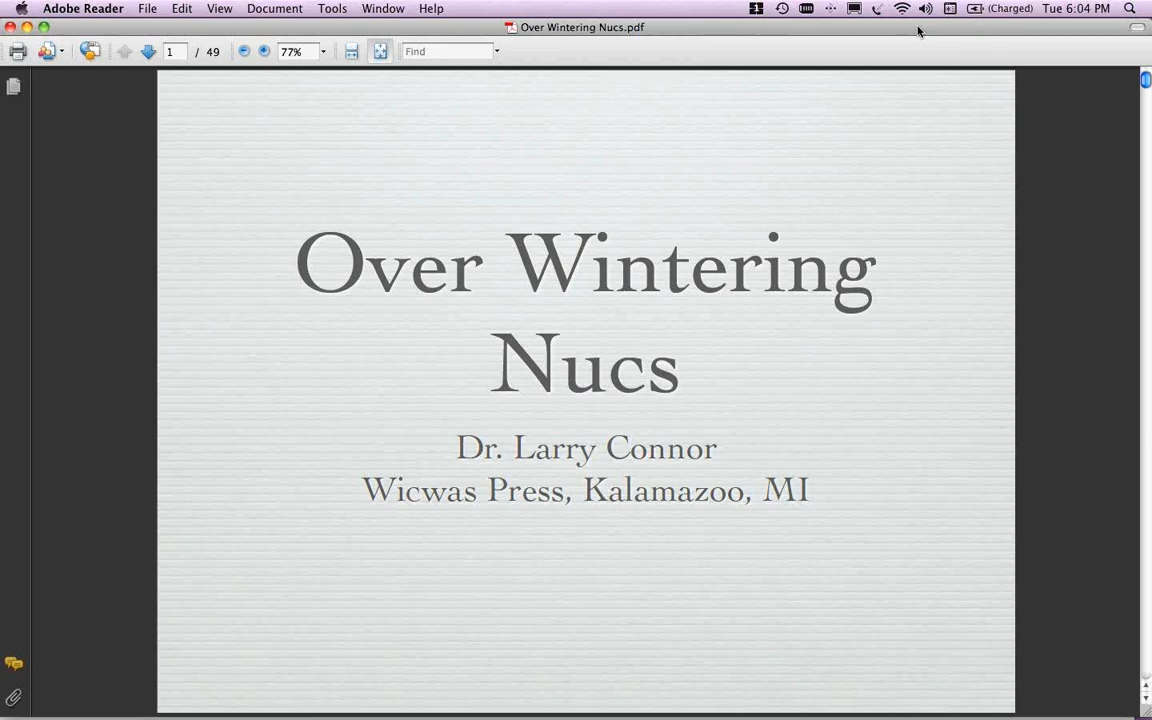 Adobe Reader File Edit View Document Tools Window Help 1 (Charged) Tue 6:04 PM
Over Wintering Nucs.pdf
1 / 49 77% Find
Over Wintering
Nucs
Dr. Larry Connor
Wicwas Press, Kalamazoo, MI